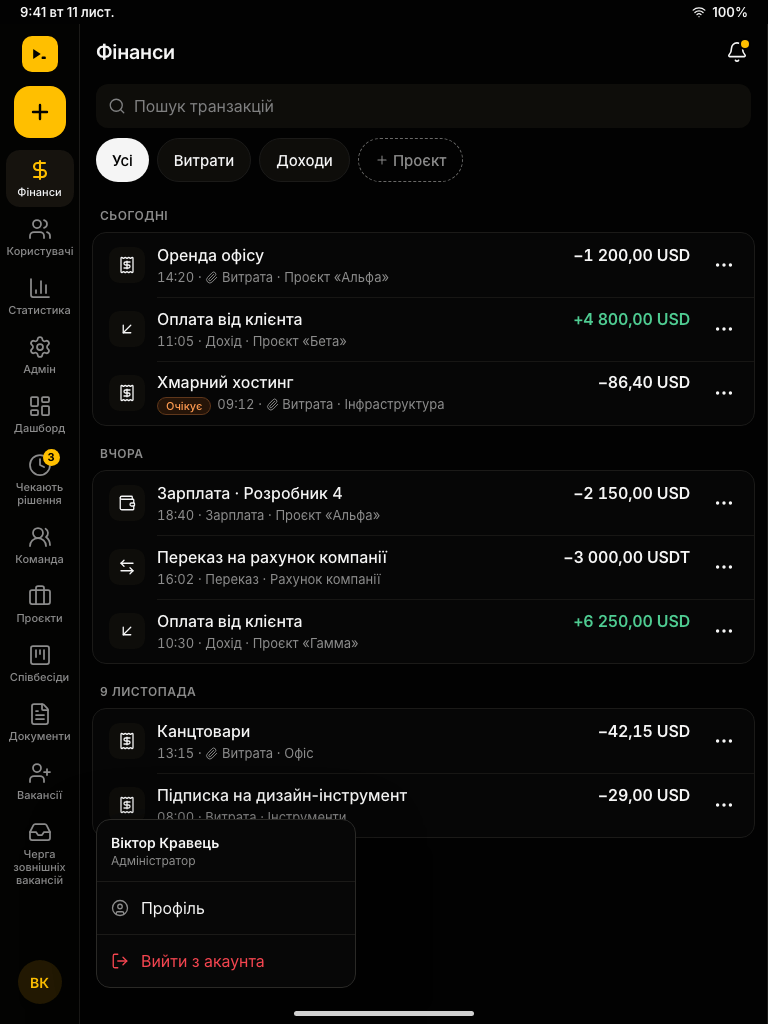 9:41 вт 11 лист.
100%
Фінанси
Користувачі
Статистика
Адмін
Дашборд
3
Чекають
рішення
Команда
Проєкти
Співбесіди
Документи
Вакансії
Черга
зовнішніх
вакансій
ВК
Фінанси
Пошук транзакцій
Усі
Витрати
Доходи
+ Проєкт
СЬОГОДНІ
Оренда офісу
−1 200,00 USD
14:20 · Витрата · Проєкт «Альфа»
Оплата від клієнта
+4 800,00 USD
11:05 · Дохід · Проєкт «Бета»
Хмарний хостинг
−86,40 USD
Очікує 09:12 · Витрата · Інфраструктура
ВЧОРА
Зарплата · Розробник 4
−2 150,00 USD
18:40 · Зарплата · Проєкт «Альфа»
Переказ на рахунок компанії
−3 000,00 USDT
16:02 · Переказ · Рахунок компанії
Оплата від клієнта
+6 250,00 USD
10:30 · Дохід · Проєкт «Гамма»
9 ЛИСТОПАДА
Канцтовари
−42,15 USD
13:15 · Витрата · Офіс
Підписка на дизайн-інструмент
−29,00 USD
08:00 · Витрата · Інструменти
Віктор Кравець
Адміністратор
Профіль
Вийти з акаунта